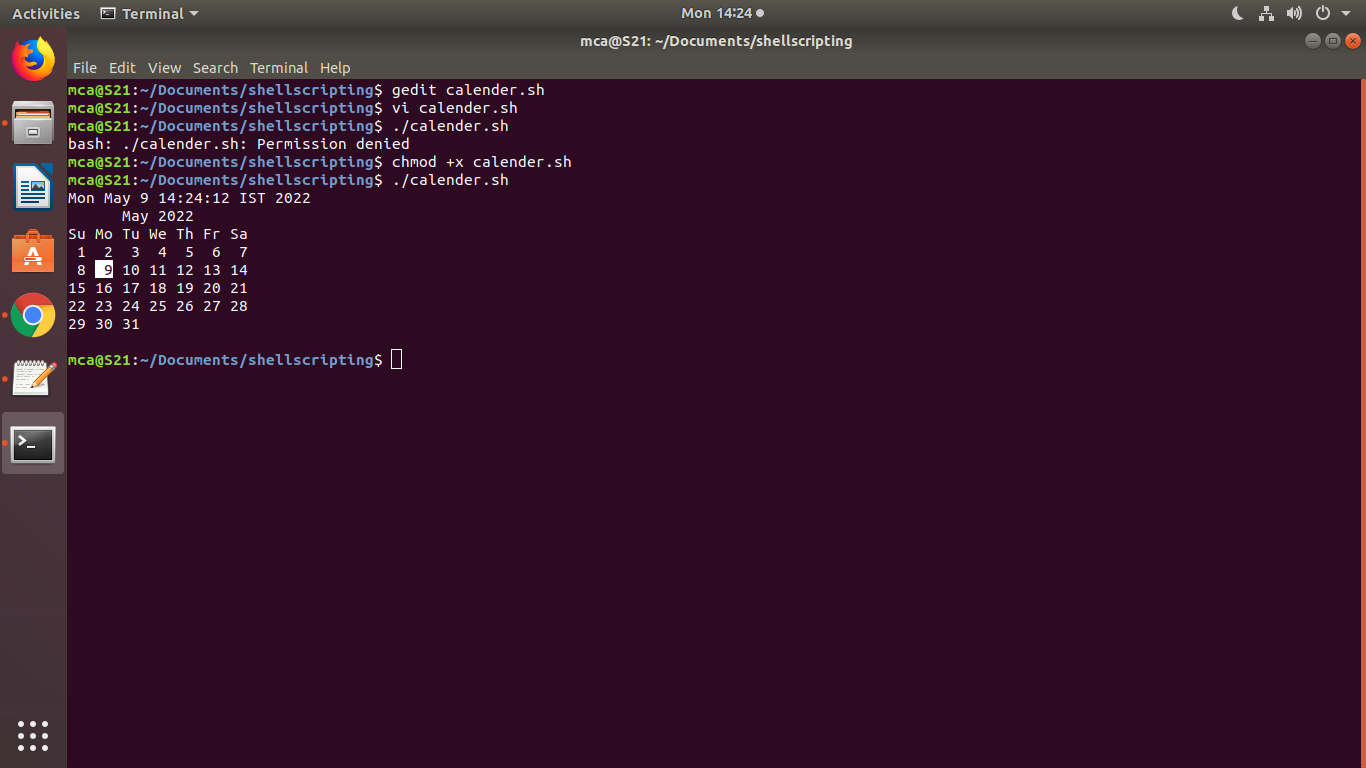 Activities Terminal Mon 14:24
mca@S21: ~/Documents/shellscripting
File Edit View Search Terminal Help
mca@S21:~/Documents/shellscripting$ gedit calender.sh
mca@S21:~/Documents/shellscripting$ vi calender.sh
mca@S21:~/Documents/shellscripting$ ./calender.sh
bash: ./calender.sh: Permission denied
mca@S21:~/Documents/shellscripting$ chmod +x calender.sh
mca@S21:~/Documents/shellscripting$ ./calender.sh
Mon May 9 14:24:12 IST 2022
      May 2022
Su Mo Tu We Th Fr Sa
 1  2  3  4  5  6  7
 8  9 10 11 12 13 14
15 16 17 18 19 20 21
22 23 24 25 26 27 28
29 30 31
mca@S21:~/Documents/shellscripting$